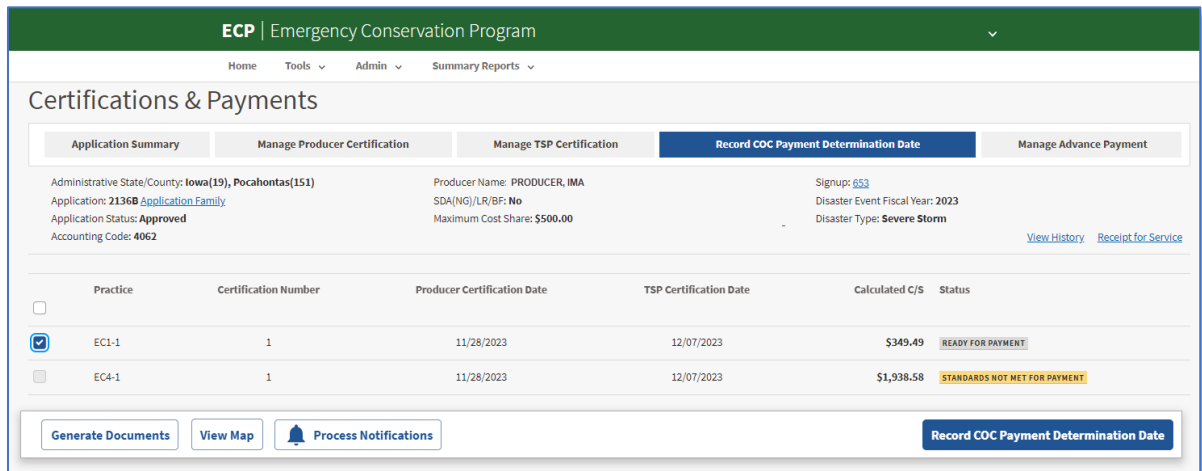 ECP | Emergency Conservation Program
Home Tools Admin Summary Reports
Certifications & Payments
Application Summary Manage Producer Certification Manage TSP Certification Record COC Payment Determination Date Manage Advance Payment
Administrative State/County: Iowa(19), Pocahontas(151) Producer Name: PRODUCER, IMA Signup: 653
Application: 2136B Application Family SDA(NG)/LR/BF: No Disaster Event Fiscal Year: 2023
Application Status: Approved Maximum Cost Share: $500.00 - Disaster Type: Severe Storm
Accounting Code: 4062 View History Receipt for Service
Practice Certification Number Producer Certification Date TSP Certification Date Calculated C/S Status
EC1-1 1 11/28/2023 12/07/2023 $349.49 READY FOR PAYMENT
EC4-1 1 11/28/2023 12/07/2023 $1,938.58 STANDARDS NOT MET FOR PAYMENT
Generate Documents View Map Process Notifications Record COC Payment Determination Date